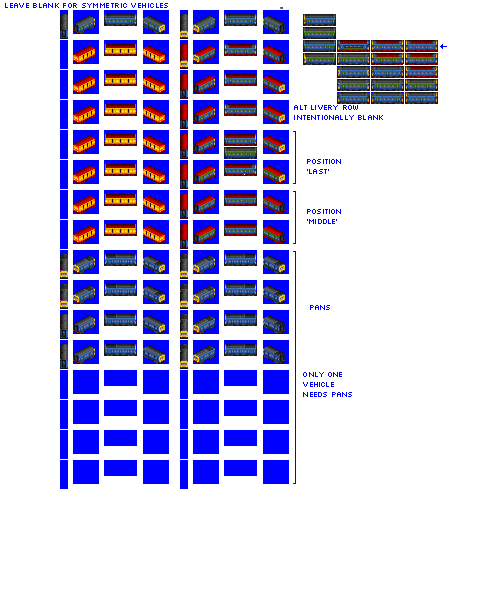 LEAVE BLANK FOR SYMMETRIC VEHICLES
ALT LIVERY ROW
INTENTIONALLY BLANK
POSITION
'LAST'
POSITION
'MIDDLE'
PANS
ONLY ONE
VEHICLE
NEEDS PANS